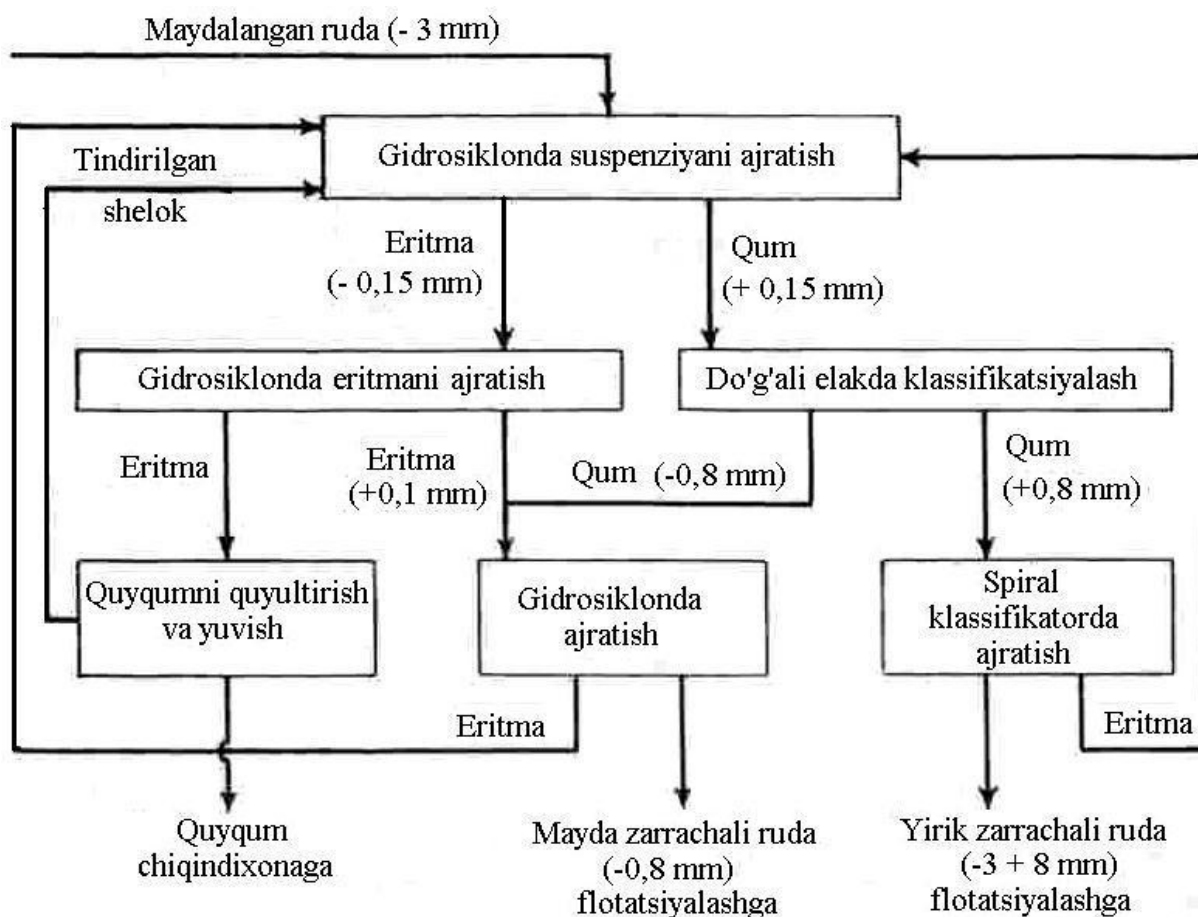 Maydalangan ruda (- 3 mm)
Gidrosiklonda suspenziyani ajratish
Tindirilgan
shelok
Eritma
(- 0,15 mm)
Qum
(+ 0,15 mm)
Gidrosiklonda eritmani ajratish
Do'g'ali elakda klassifikatsiyalash
Eritma
Eritma
(+0,1 mm)
Qum (-0,8 mm)
Qum
(+0,8 mm)
Quyqumni quyultirish
va yuvish
Gidrosiklonda
ajratish
Spiral
klassifikatorda
ajratish
Eritma
Eritma
Quyqum
chiqindixonaga
Mayda zarrachali ruda
(-0,8 mm)
flotatsiyalashga
Yirik zarrachali ruda
(-3 + 8 mm)
flotatsiyalashga